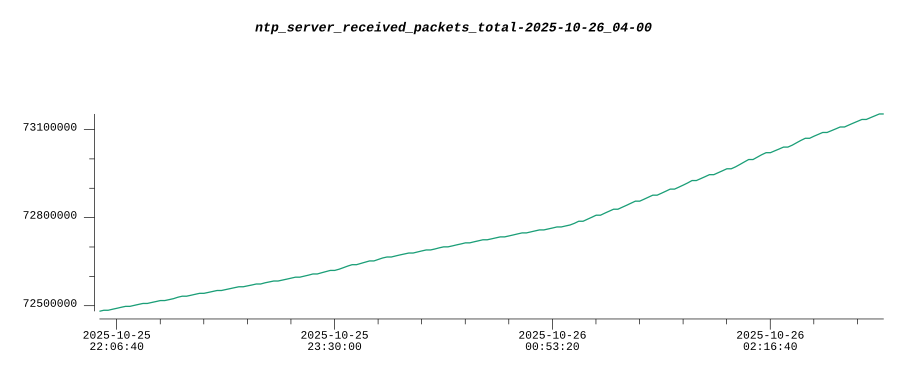 ntp_server_received_packets_total-2025-10-26_04-00
73100000
72800000
72500000
2025-10-25 2025-10-25 2025-10-26 2025-10-26
22:06:40 23:30:00 00:53:20 02:16:40